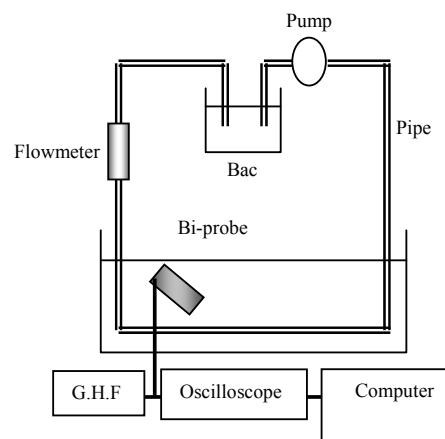 Pump
Flowmeter
Pipe
Bac
Bi-probe
G.H.F
Oscilloscope
Computer